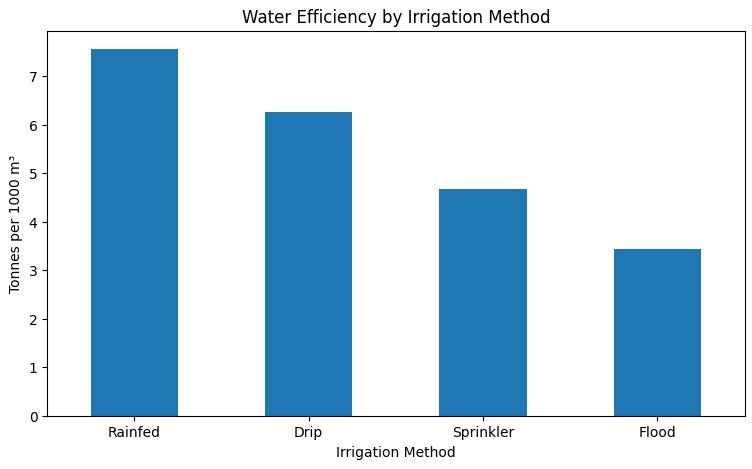 Water Efficiency by Irrigation Method
Tonnes per 1000 m³
7
6
5
4
3
2
1
0
Rainfed Drip Sprinkler Flood
Irrigation Method